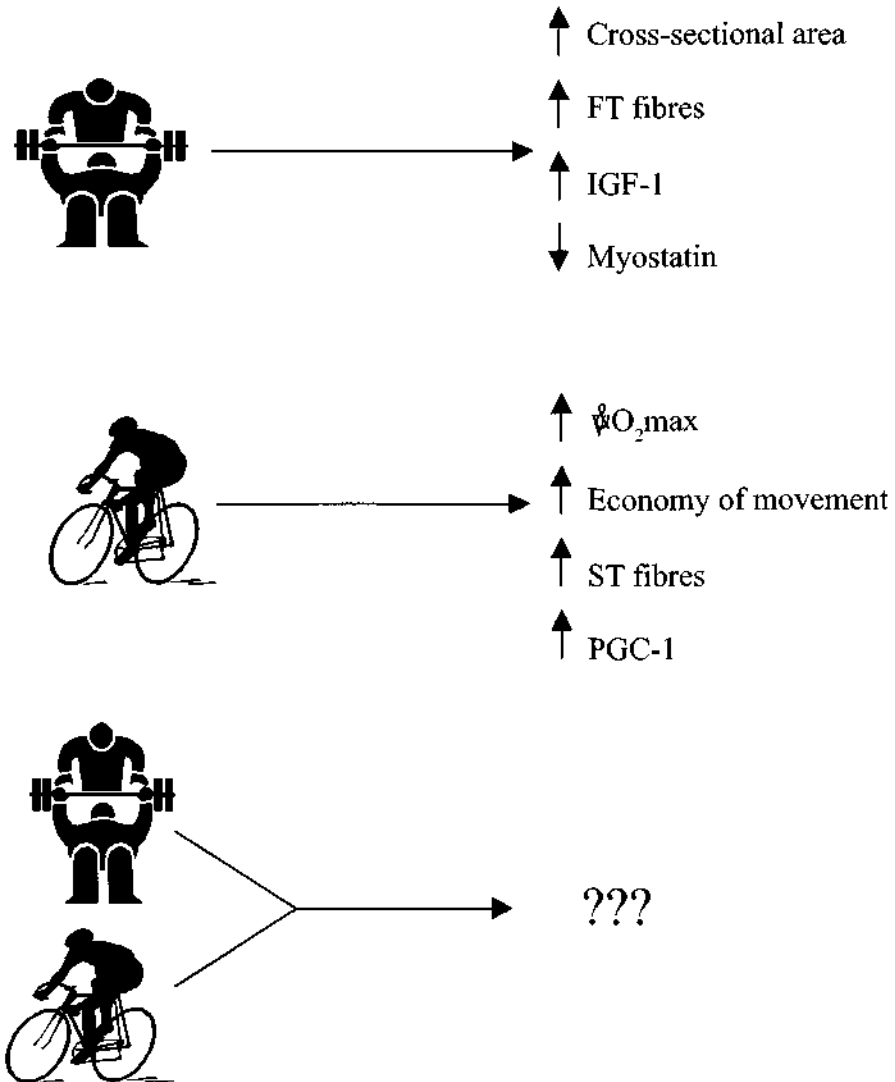 Cross-sectional area
FT fibres
IGF-1
Myostatin
O₂max
Economy of movement
ST fibres
PGC-1
???